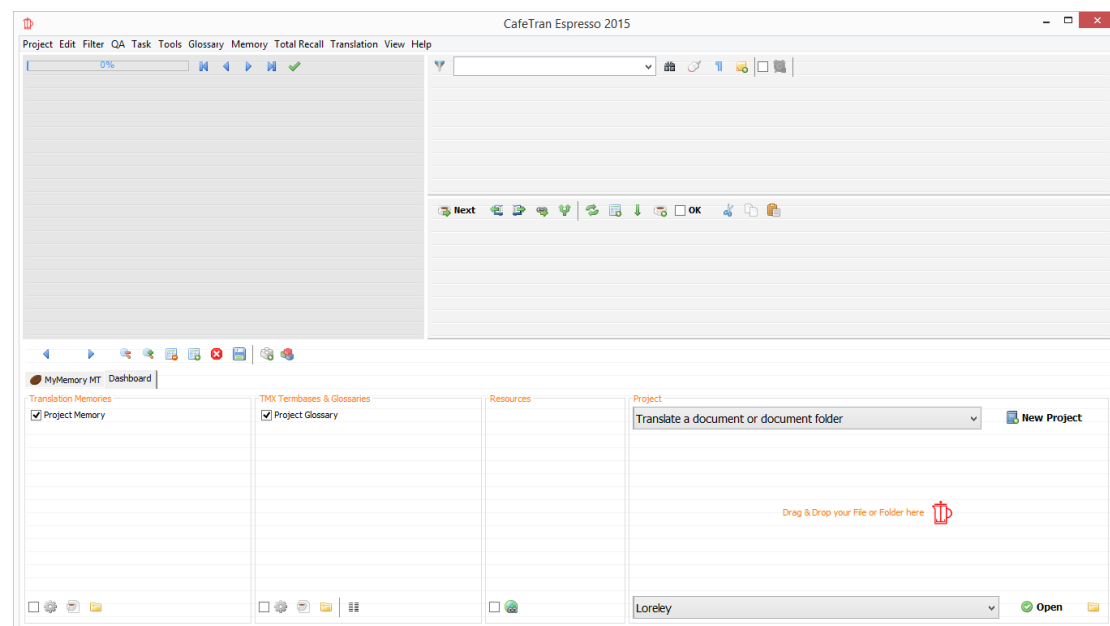 CafeTran Espresso 2015
Project Edit Filter QA Task Tools Glossary Memory Total Recall Translation View Help
0%
Next
OK
MyMemory MT Dashboard
Translation Memories
Project Memory
TMX Termbases & Glossaries
Project Glossary
Resources
Project
Translate a document or document folder
New Project
Drag & Drop your File or Folder here
Loreley
Open